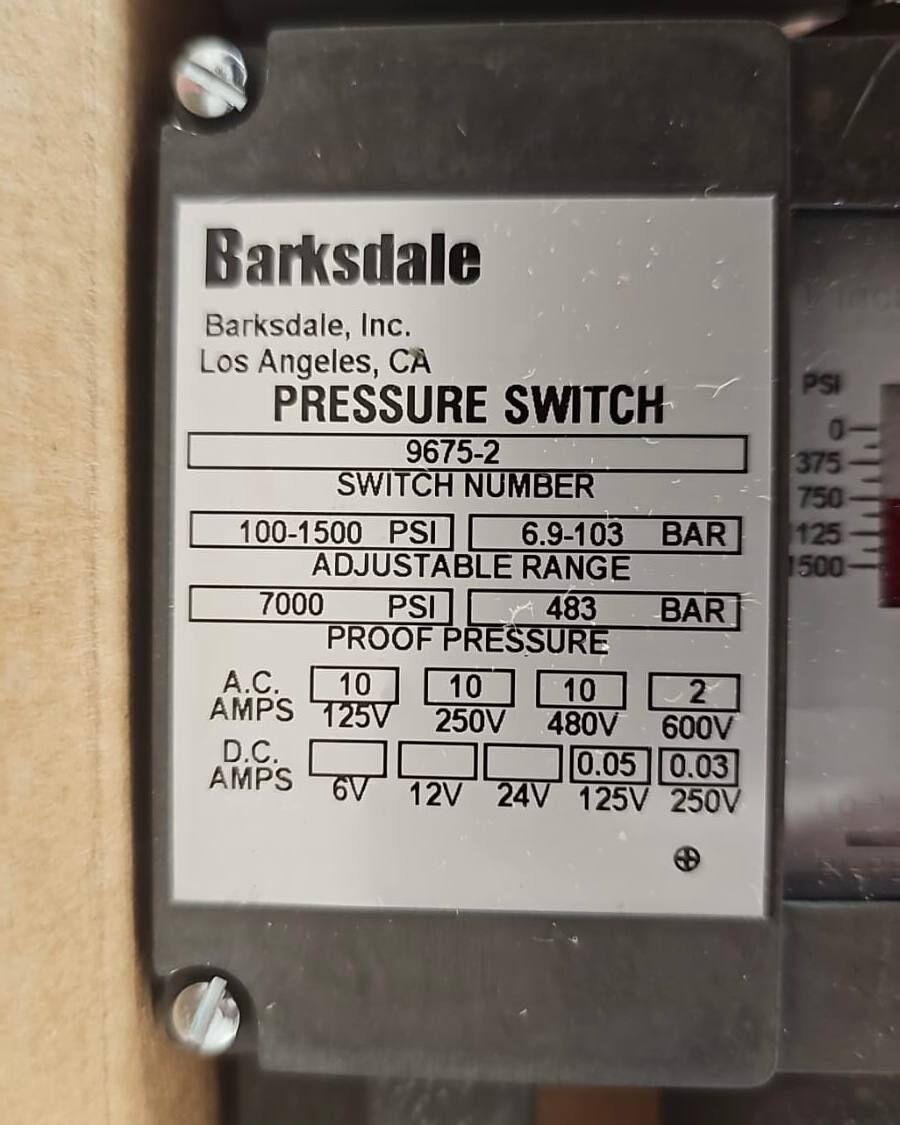 Barksdale
Barksdale, Inc.
Los Angeles, CA
PRESSURE SWITCH
9675-2
SWITCH NUMBER
100-1500 PSI 6.9-103 BAR
ADJUSTABLE RANGE
7000 PSI 483 BAR
PROOF PRESSURE
A.C. AMPS 10 125V 10 250V 10 480V 2 600V
D.C. AMPS 6V 12V 24V 0.05 125V 0.03 250V
PSI
0
375
750
1125
1500